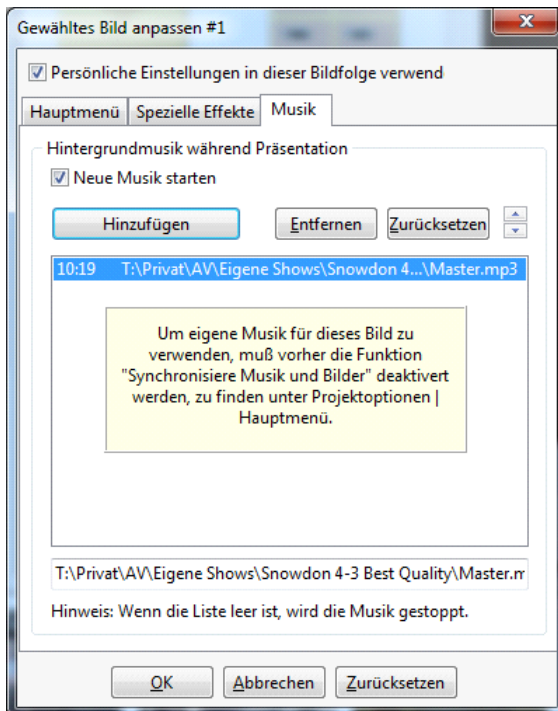 Gewähltes Bild anpassen #1
Persönliche Einstellungen in dieser Bildfolge verwend
Hauptmenü Spezielle Effekte Musik
Hintergrundmusik während Präsentation
Neue Musik starten
Hinzufügen Entfernen Zurücksetzen
10:19 T:\Privat\AV\Eigene Shows\Snowdon 4...\Master.mp3
Um eigene Musik für dieses Bild zu
verwenden, muß vorher die Funktion
"Synchronisiere Musik und Bilder" deaktivert
werden, zu finden unter Projektoptionen |
Hauptmenü.
T:\Privat\AV\Eigene Shows\Snowdon 4-3 Best Quality\Master.m
Hinweis: Wenn die Liste leer ist, wird die Musik gestoppt.
OK Abbrechen Zurücksetzen